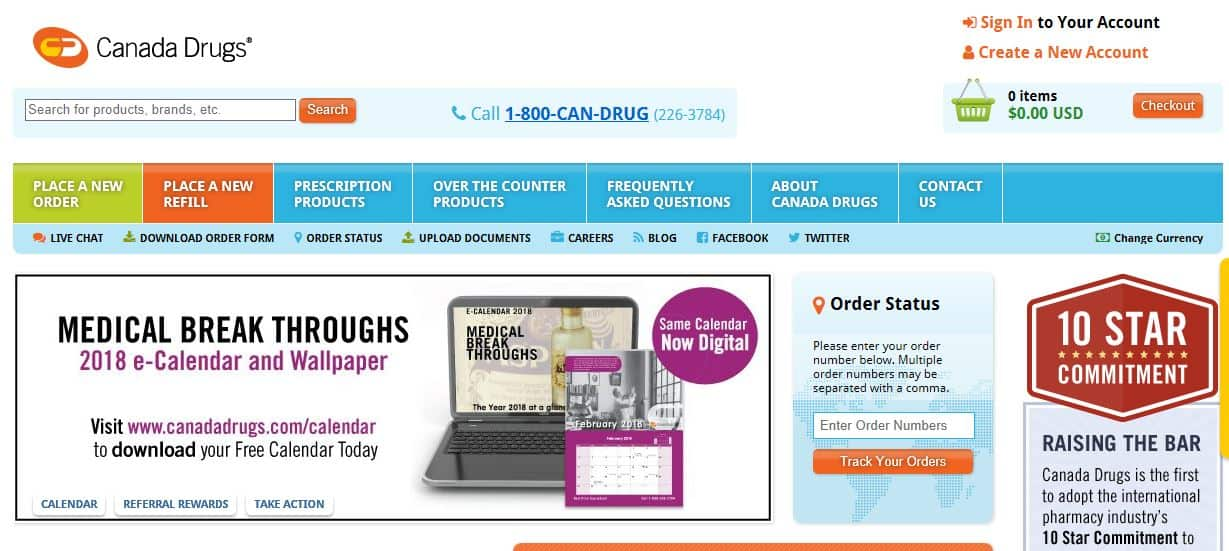 Canada Drugs®
Sign In to Your Account
Create a New Account
Search for products, brands, etc.
Search
Call 1-800-CAN-DRUG (226-3784)
0 items
$0.00 USD
Checkout
PLACE A NEW
ORDER
PLACE A NEW
REFILL
PRESCRIPTION
PRODUCTS
OVER THE COUNTER
PRODUCTS
FREQUENTLY
ASKED QUESTIONS
ABOUT
CANADA DRUGS
CONTACT
US
LIVE CHAT
DOWNLOAD ORDER FORM
ORDER STATUS
UPLOAD DOCUMENTS
CAREERS
BLOG
FACEBOOK
TWITTER
Change Currency
MEDICAL BREAK THROUGHS
2018 e-Calendar and Wallpaper
Visit www.canadadrugs.com/calendar
to download your Free Calendar Today
CALENDAR
REFERRAL REWARDS
TAKE ACTION
E-CALENDAR 2018
MEDICAL
BREAK
THROUGHS
The Year 2018 at a glan
February 2018
February 2018
Same Calendar
Now Digital
Order Status
Please enter your order
number below. Multiple
order numbers may be
separated with a comma.
Enter Order Numbers
Track Your Orders
10 STAR
COMMITMENT
RAISING THE BAR
Canada Drugs is the first
to adopt the international
pharmacy industry's
10 Star Commitment to